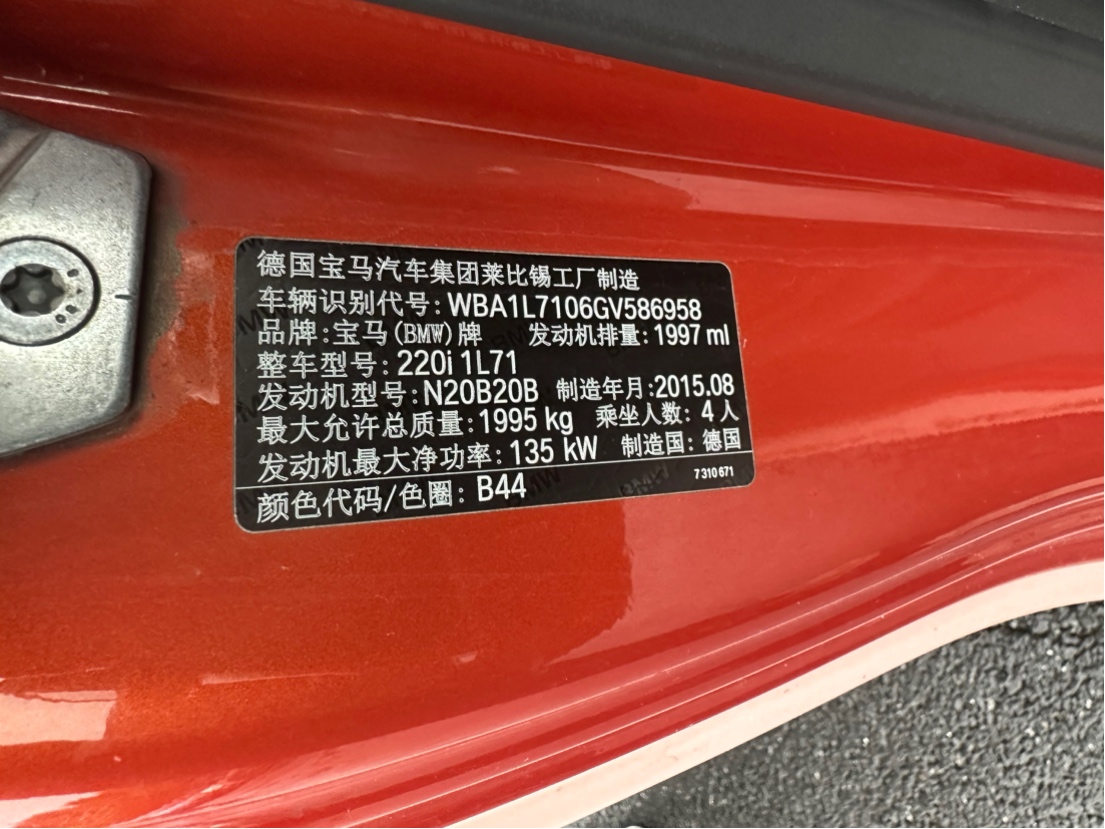 德国宝马汽车集团莱比锡工厂制造
车辆识别代号: WBA1L7106GV586958
品牌: 宝马(BMW)牌 发动机排量: 1997 ml
整车型号: 220i 1L71
发动机型号: N20B20B 制造年月: 2015.08
最大允许总质量: 1995 kg 乘坐人数: 4 人
发动机最大净功率: 135 kW 制造国: 德国
7 310 671
颜色代码/色圈: B44